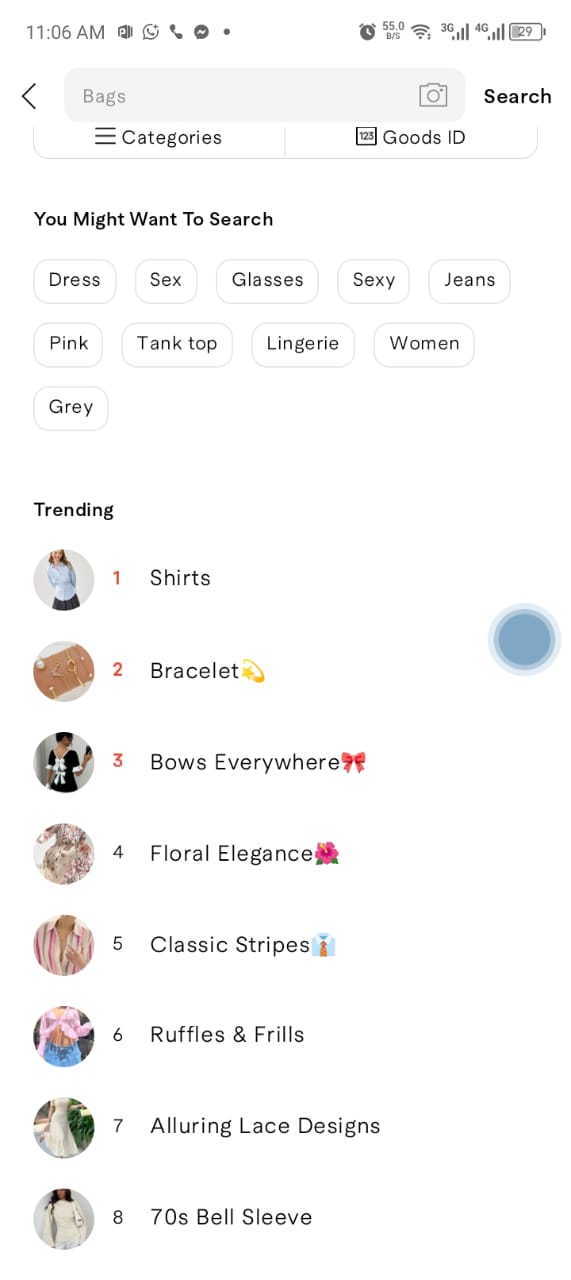 11:06 AM 55.0 B/S 3G 4G 29
Bags Search
Categories 123 Goods ID
You Might Want To Search
Dress Sex Glasses Sexy Jeans
Pink Tank top Lingerie Women
Grey
Trending
1 Shirts
2 Bracelet💫
3 Bows Everywhere🎀
4 Floral Elegance🌺
5 Classic Stripes👔
6 Ruffles & Frills
7 Alluring Lace Designs
8 70s Bell Sleeve